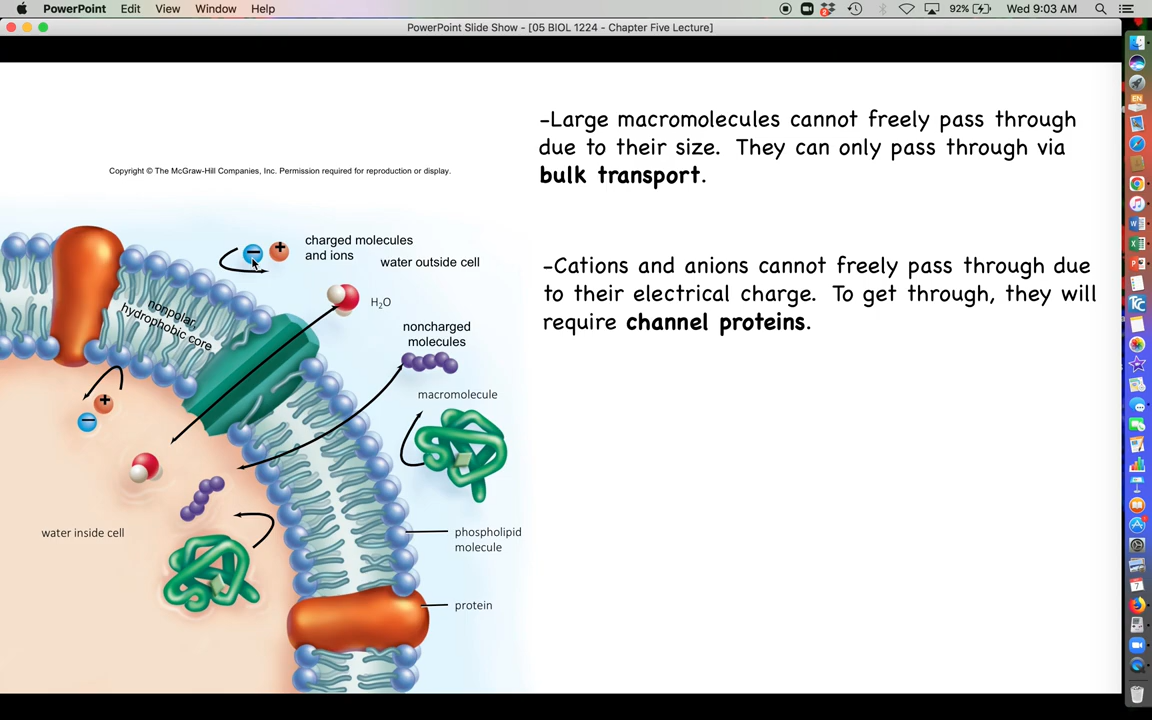 PowerPoint Edit View Window Help 2 92% Wed 9:03 AM
PowerPoint Slide Show - [05 BIOL 1224 - Chapter Five Lecture]
-Large macromolecules cannot freely pass through
due to their size. They can only pass through via
bulk transport.
Copyright © The McGraw-Hill Companies, Inc. Permission required for reproduction or display.
-Cations and anions cannot freely pass through due
to their electrical charge. To get through, they will
require channel proteins.
− +
charged molecules
and ions
water outside cell
H₂O
nonpolar,
hydrophobic core
noncharged
molecules
macromolecule
+
−
water inside cell
phospholipid
molecule
protein
EN
TCC
7